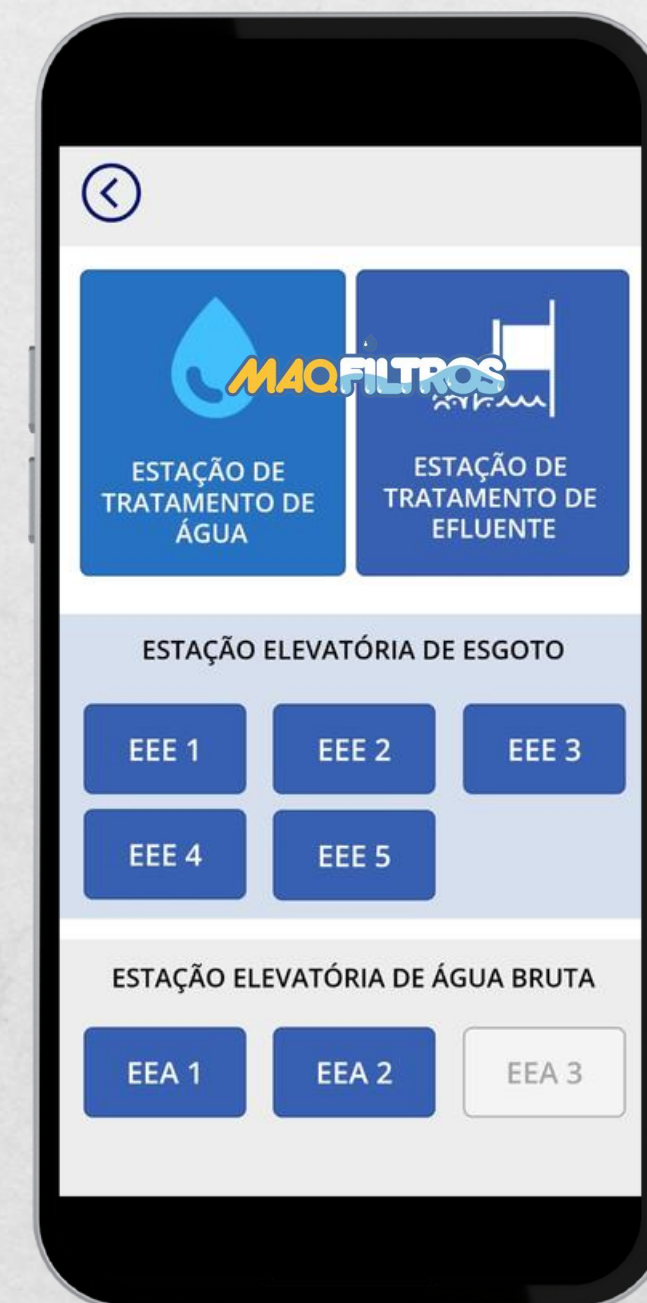 MAQFILTROS
ESTAÇÃO DE
TRATAMENTO DE
ÁGUA
ESTAÇÃO DE
TRATAMENTO DE
EFLUENTE
ESTAÇÃO ELEVATÓRIA DE ESGOTO
EEE 1
EEE 2
EEE 3
EEE 4
EEE 5
ESTAÇÃO ELEVATÓRIA DE ÁGUA BRUTA
EEA 1
EEA 2
EEA 3